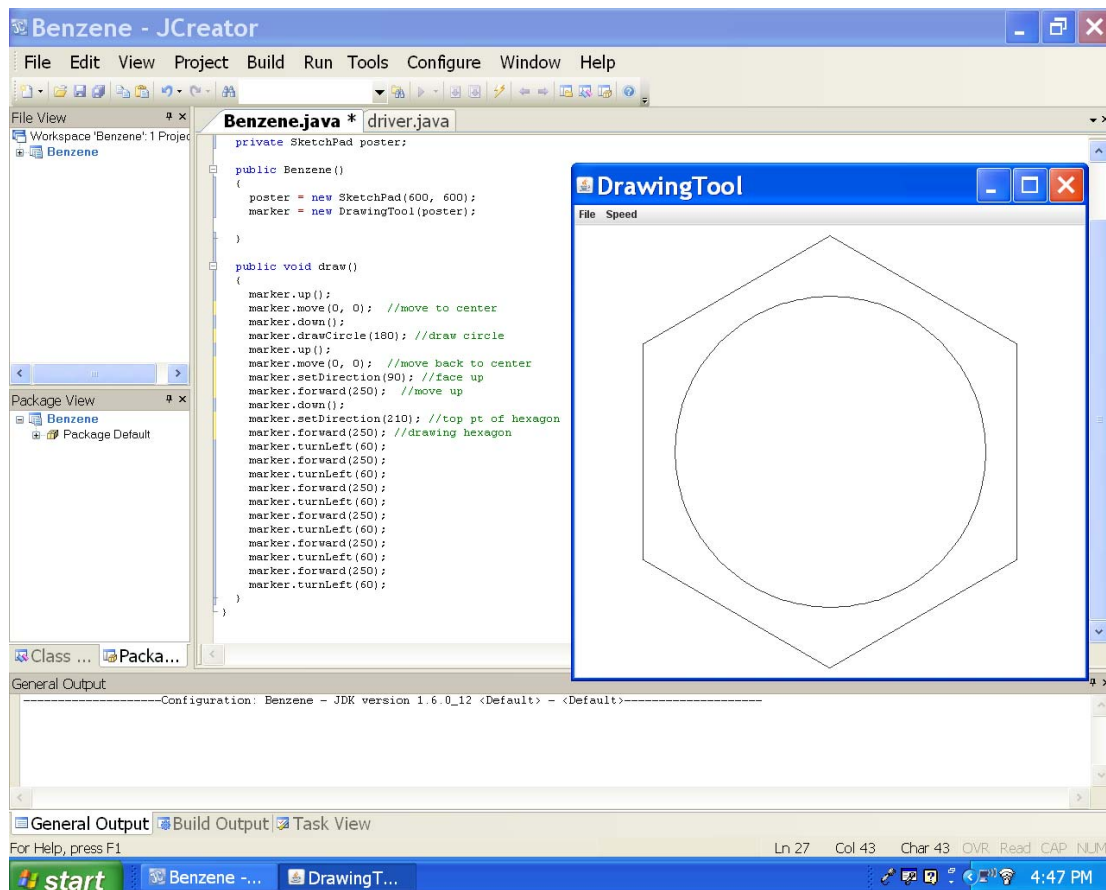 Benzene - JCreator
File Edit View Project Build Run Tools Configure Window Help
File View
Workspace 'Benzene': 1 Projec
Benzene
Package View
Benzene
Package Default
Class ... Packa...
Benzene.java * driver.java
private SketchPad poster;
public Benzene()
{
poster = new SketchPad(600, 600);
marker = new DrawingTool(poster);
}
public void draw()
{
marker.up();
marker.move(0, 0); //move to center
marker.down();
marker.drawCircle(180); //draw circle
marker.up();
marker.move(0, 0); //move back to center
marker.setDirection(90); //face up
marker.forward(250); //move up
marker.down();
marker.setDirection(210); //top pt of hexagon
marker.forward(250); //drawing hexagon
marker.turnLeft(60);
marker.forward(250);
marker.turnLeft(60);
marker.forward(250);
marker.turnLeft(60);
marker.forward(250);
marker.turnLeft(60);
marker.forward(250);
marker.turnLeft(60);
marker.forward(250);
marker.turnLeft(60);
}
}
DrawingTool
File Speed
General Output
--------------------Configuration: Benzene - JDK version 1.6.0_12 <Default> - <Default>--------------------
General Output Build Output Task View
For Help, press F1
Ln 27 Col 43 Char 43 OVR Read CAP NUM
start Benzene -... DrawingT... 4:47 PM